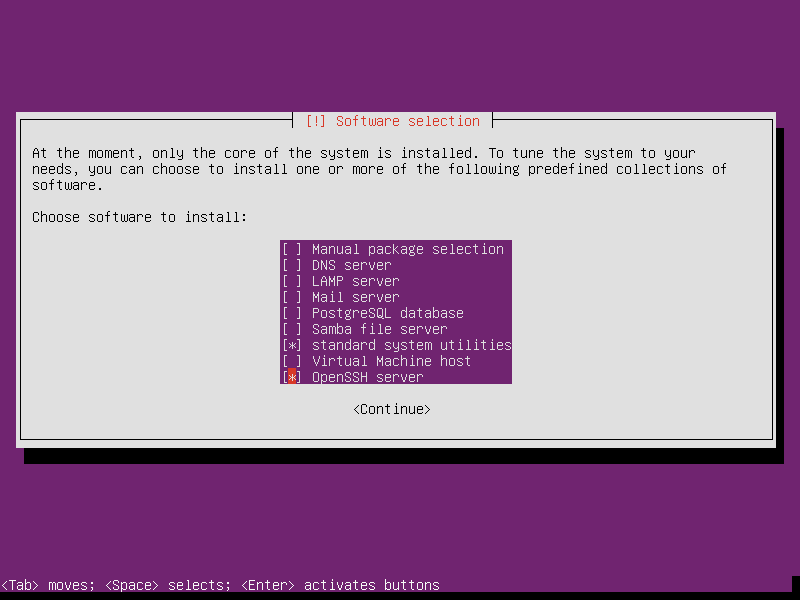 [!] Software selection
At the moment, only the core of the system is installed. To tune the system to your
needs, you can choose to install one or more of the following predefined collections of
software.
Choose software to install:
[ ] Manual package selection
[ ] DNS server
[ ] LAMP server
[ ] Mail server
[ ] PostgreSQL database
[ ] Samba file server
[*] standard system utilities
[ ] Virtual Machine host
[*] OpenSSH server
<Continue>
<Tab> moves; <Space> selects; <Enter> activates buttons